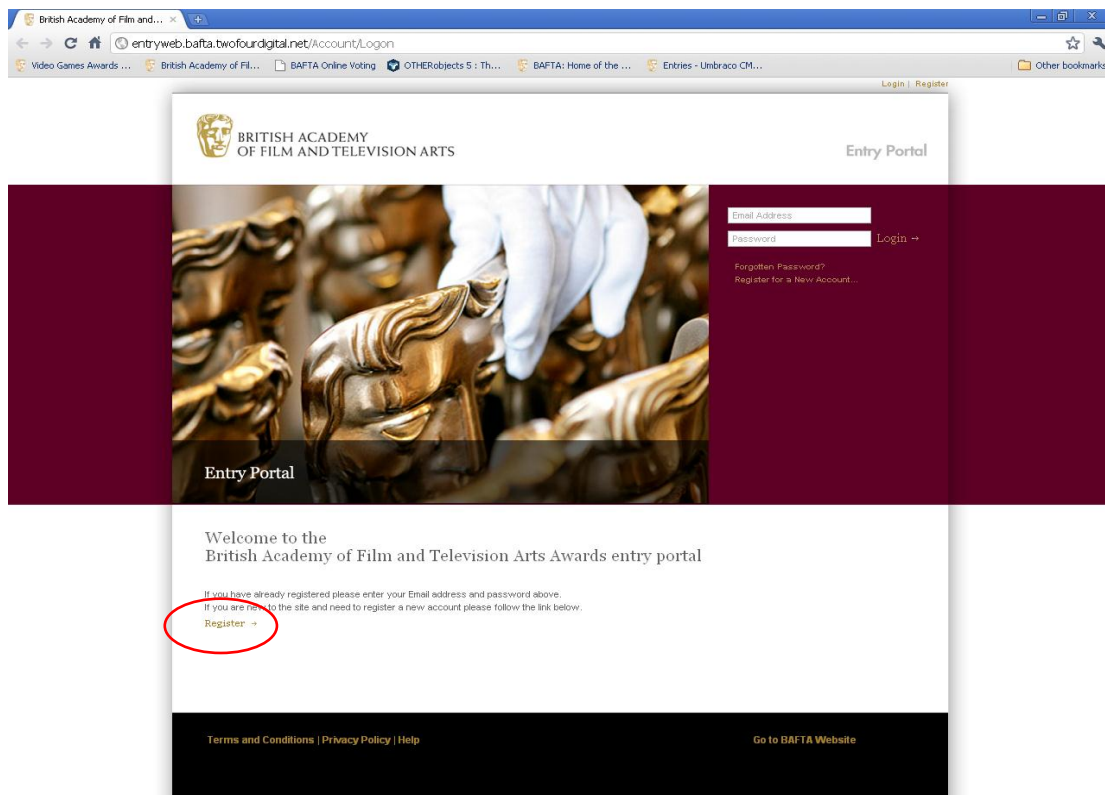 British Academy of Film and...
entryweb.bafta.twofourdigital.net/Account/Logon
Video Games Awards ... British Academy of Fil... BAFTA Online Voting OTHERobjects 5 : Th... BAFTA: Home of the ... Entries - Umbraco CM... Other bookmarks
Login | Register
BRITISH ACADEMY
OF FILM AND TELEVISION ARTS
Entry Portal
Email Address
Password
Login →
Forgotten Password?
Register for a New Account...
Entry Portal
Welcome to the
British Academy of Film and Television Arts Awards entry portal
If you have already registered please enter your Email address and password above.
If you are new to the site and need to register a new account please follow the link below.
Register →
Terms and Conditions | Privacy Policy | Help
Go to BAFTA Website